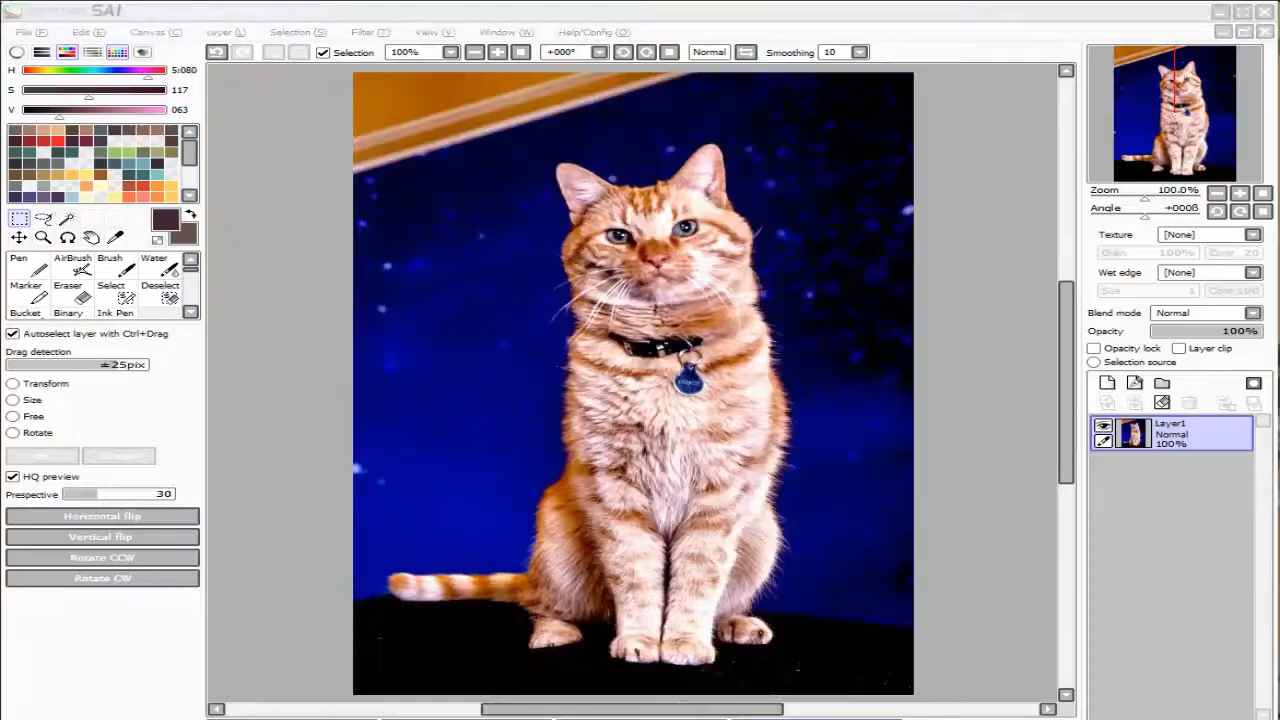 SAI
File (F) Edit (E) Canvas (C) Layer (L) Selection (S) Filter (T) View (V) Window (W) Help/Config (O)
Selection 100% +000° Normal Smoothing 10
H 5:080
S 117
V 063
Pen AirBrush Brush Water
Marker Eraser Select Deselect
Bucket Binary Ink Pen
Autoselect layer with Ctrl+Drag
Drag detection
±25pix
Transform
Size
Free
Rotate
HQ preview
Prespective 30
Horizontal flip
Vertical flip
Rotate CCW
Rotate CW
Zoom 100.0%
Angle +000ß
Texture [None]
Grain 100% Contr 20
Wet edge [None]
Size 1 Contr 100
Blend mode Normal
Opacity 100%
Opacity lock Layer clip
Selection source
Layer1
Normal
100%